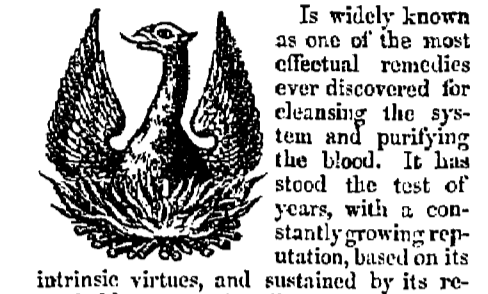 Is widely known
as one of the most
effectual remedies
ever discovered for
cleansing the sys-
tem and purifying
the blood. It has
stood the test of
years, with a con-
stantly growing rep-
utation, based on its
intrinsic virtues, and sustained by its re-